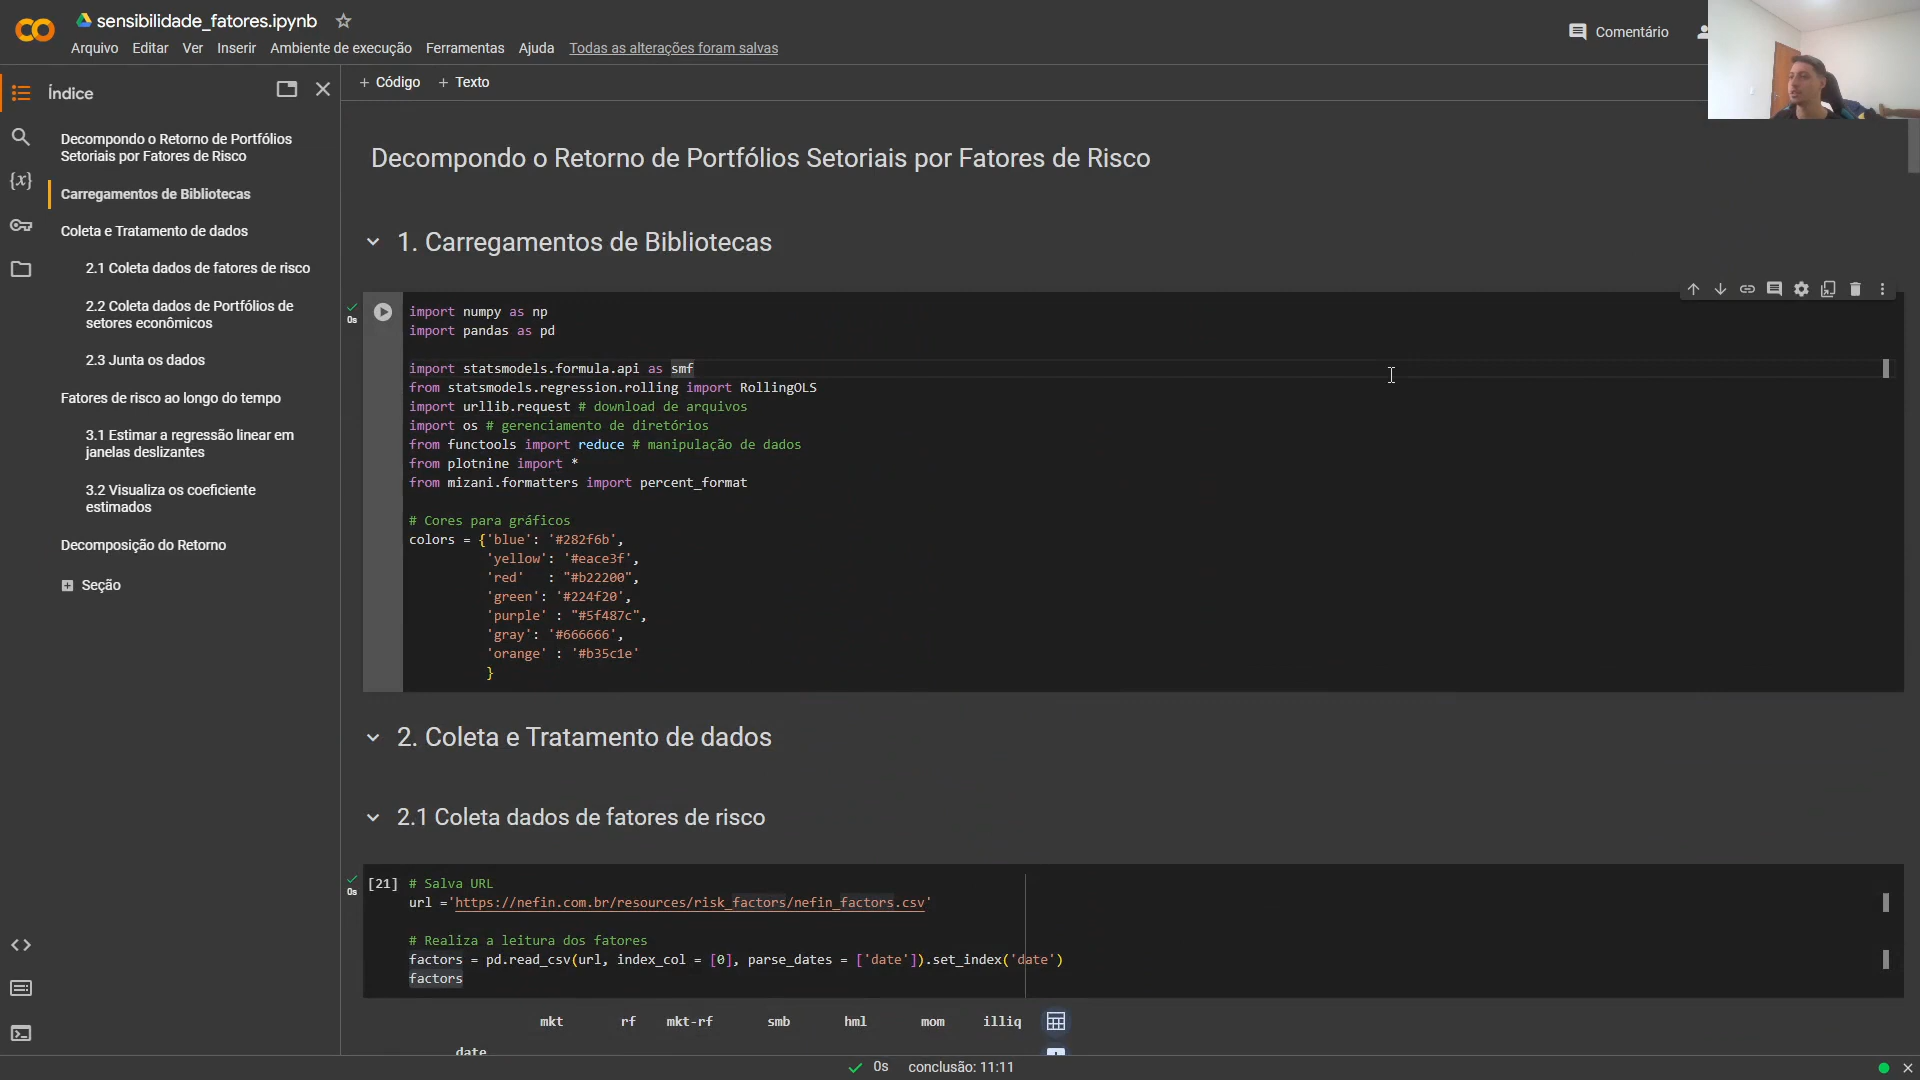 sensibilidade_fatores.ipynb
Arquivo Editar Ver Inserir Ambiente de execução Ferramentas Ajuda Todas as alterações foram salvas
Comentário
Índice
+ Código + Texto
Decompondo o Retorno de Portfólios
Setoriais por Fatores de Risco
Carregamentos de Bibliotecas
Coleta e Tratamento de dados
2.1 Coleta dados de fatores de risco
2.2 Coleta dados de Portfólios de
setores econômicos
2.3 Junta os dados
Fatores de risco ao longo do tempo
3.1 Estimar a regressão linear em
janelas deslizantes
3.2 Visualiza os coeficiente
estimados
Decomposição do Retorno
Seção
Decompondo o Retorno de Portfólios Setoriais por Fatores de Risco
1. Carregamentos de Bibliotecas
0s
import numpy as np
import pandas as pd
import statsmodels.formula.api as smf
from statsmodels.regression.rolling import RollingOLS
import urllib.request # download de arquivos
import os # gerenciamento de diretórios
from functools import reduce # manipulação de dados
from plotnine import *
from mizani.formatters import percent_format
# Cores para gráficos
colors = {'blue': '#282f6b',
'yellow': '#eace3f',
'red'   : "#b22200",
'green': '#224f20',
'purple' : "#5f487c",
'gray': '#666666',
'orange' : '#b35c1e'
}
2. Coleta e Tratamento de dados
2.1 Coleta dados de fatores de risco
0s
[21] # Salva URL
url ='https://nefin.com.br/resources/risk_factors/nefin_factors.csv'
# Realiza a leitura dos fatores
factors = pd.read_csv(url, index_col = [0], parse_dates = ['date']).set_index('date')
factors
mkt rf mkt-rf smb hml mom illiq
date
0s conclusão: 11:11